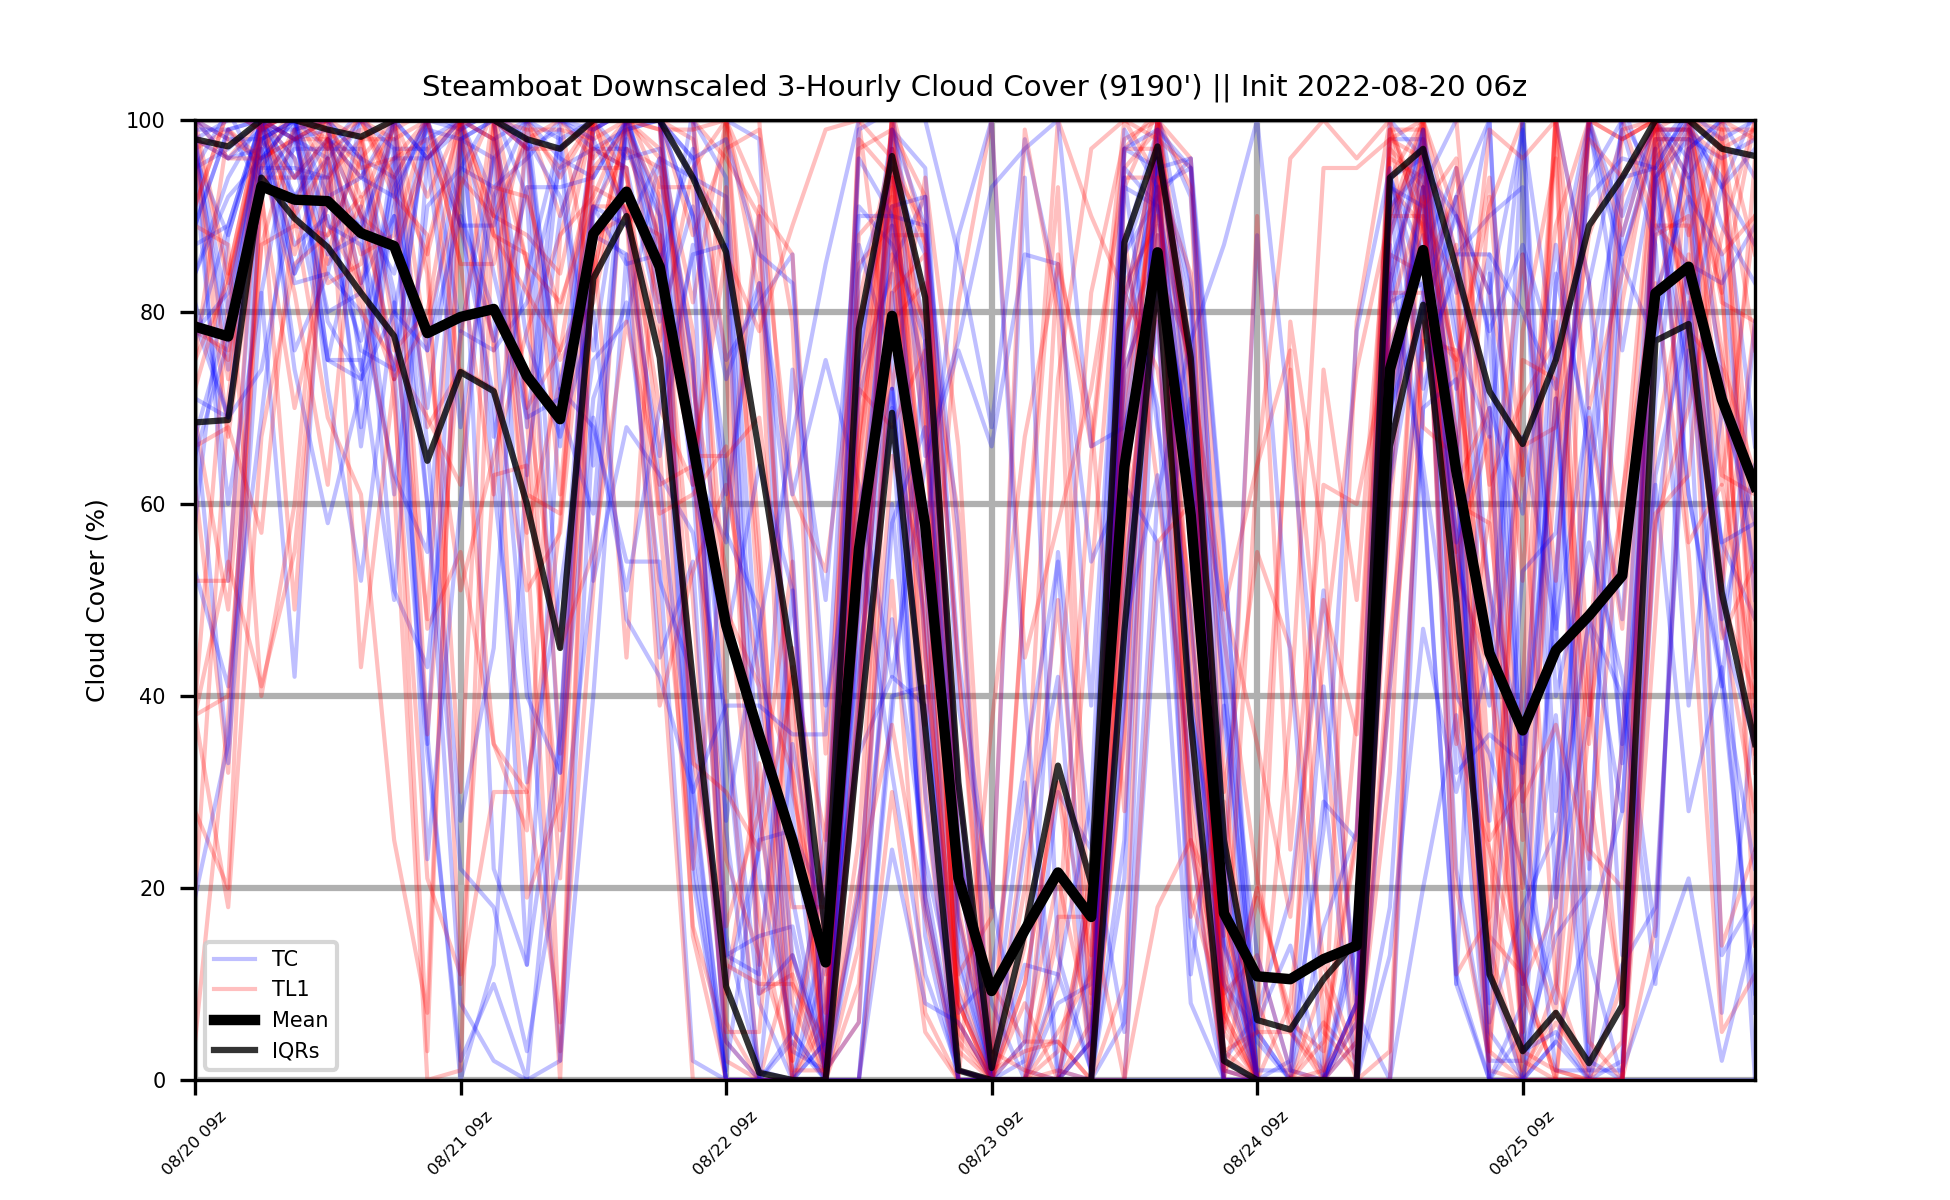 Steamboat Downscaled 3-Hourly Cloud Cover (9190') || Init 2022-08-20 06z
Cloud Cover (%)
100
80
60
40
20
0
TC
TL1
Mean
IQRs
08/20 09z
08/21 09z
08/22 09z
08/23 09z
08/24 09z
08/25 09z